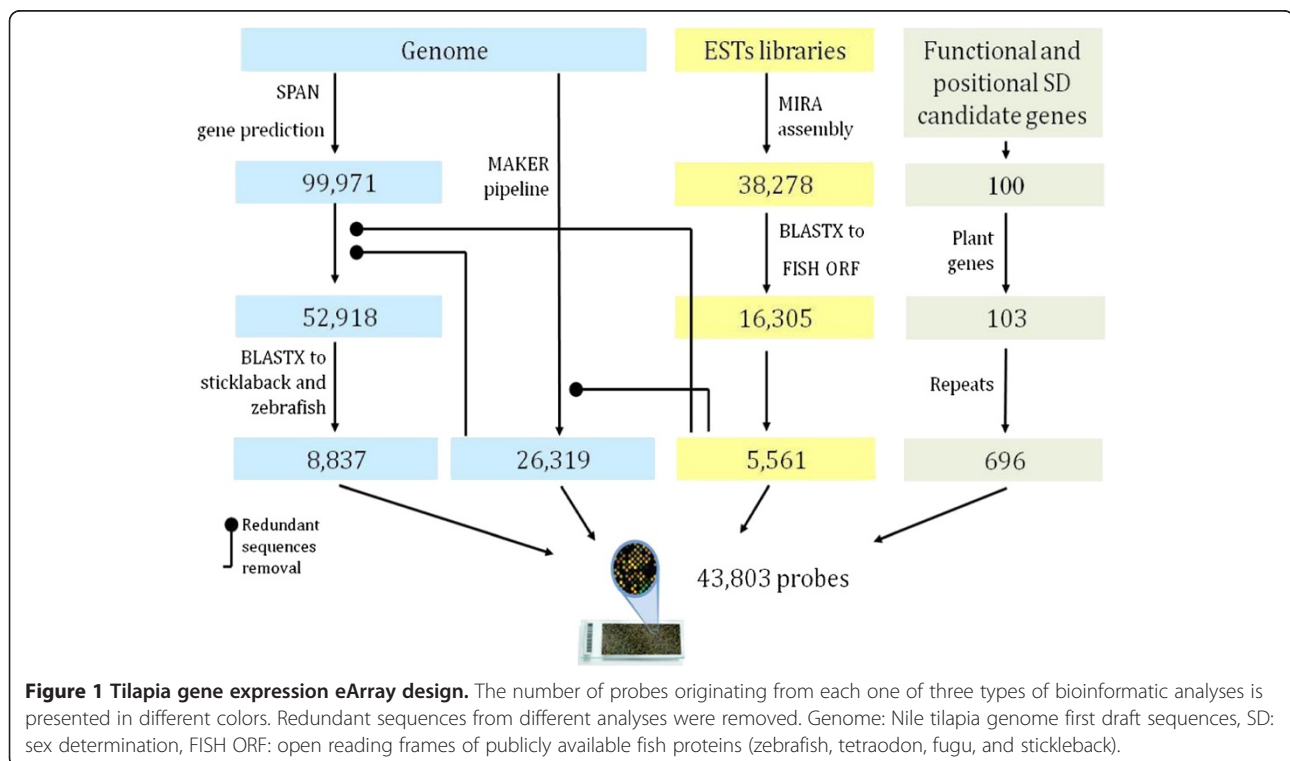 Genome
ESTs libraries
Functional and
positional SD
candidate genes
SPAN
gene prediction
MIRA
assembly
99,971
MAKER
pipeline
38,278
100
BLASTX to
FISH ORF
Plant
genes
52,918
16,305
103
BLASTX to
sticklaback and
zebrafish
Repeats
8,837
26,319
5,561
696
Redundant
sequences
removal
43,803 probes
Figure 1 Tilapia gene expression eArray design. The number of probes originating from each one of three types of bioinformatic analyses is
presented in different colors. Redundant sequences from different analyses were removed. Genome: Nile tilapia genome first draft sequences, SD:
sex determination, FISH ORF: open reading frames of publicly available fish proteins (zebrafish, tetraodon, fugu, and stickleback).